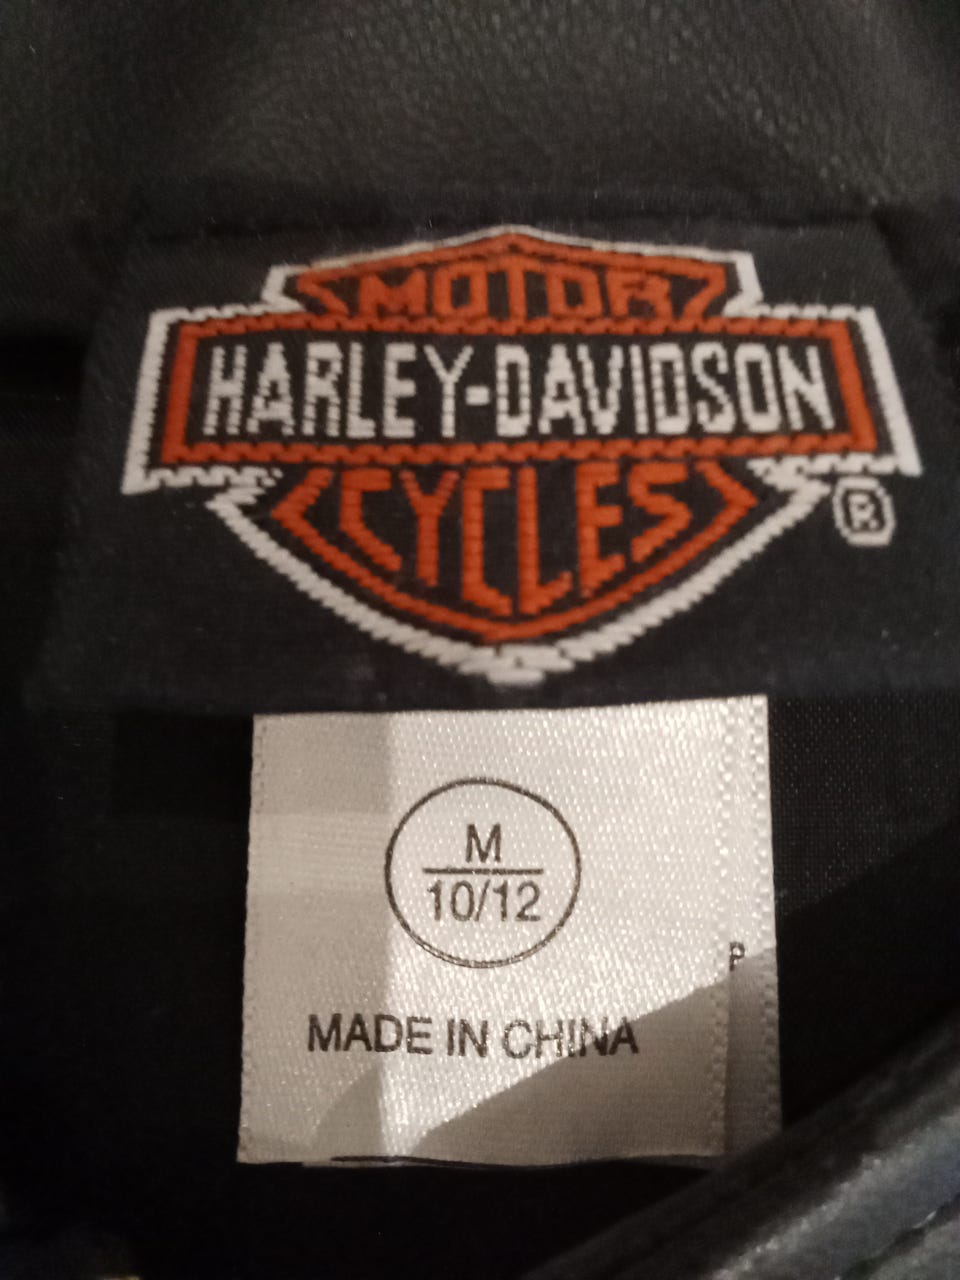 MOTOR
HARLEY-DAVIDSON
CYCLES
®
M
10/12
P
MADE IN CHINA